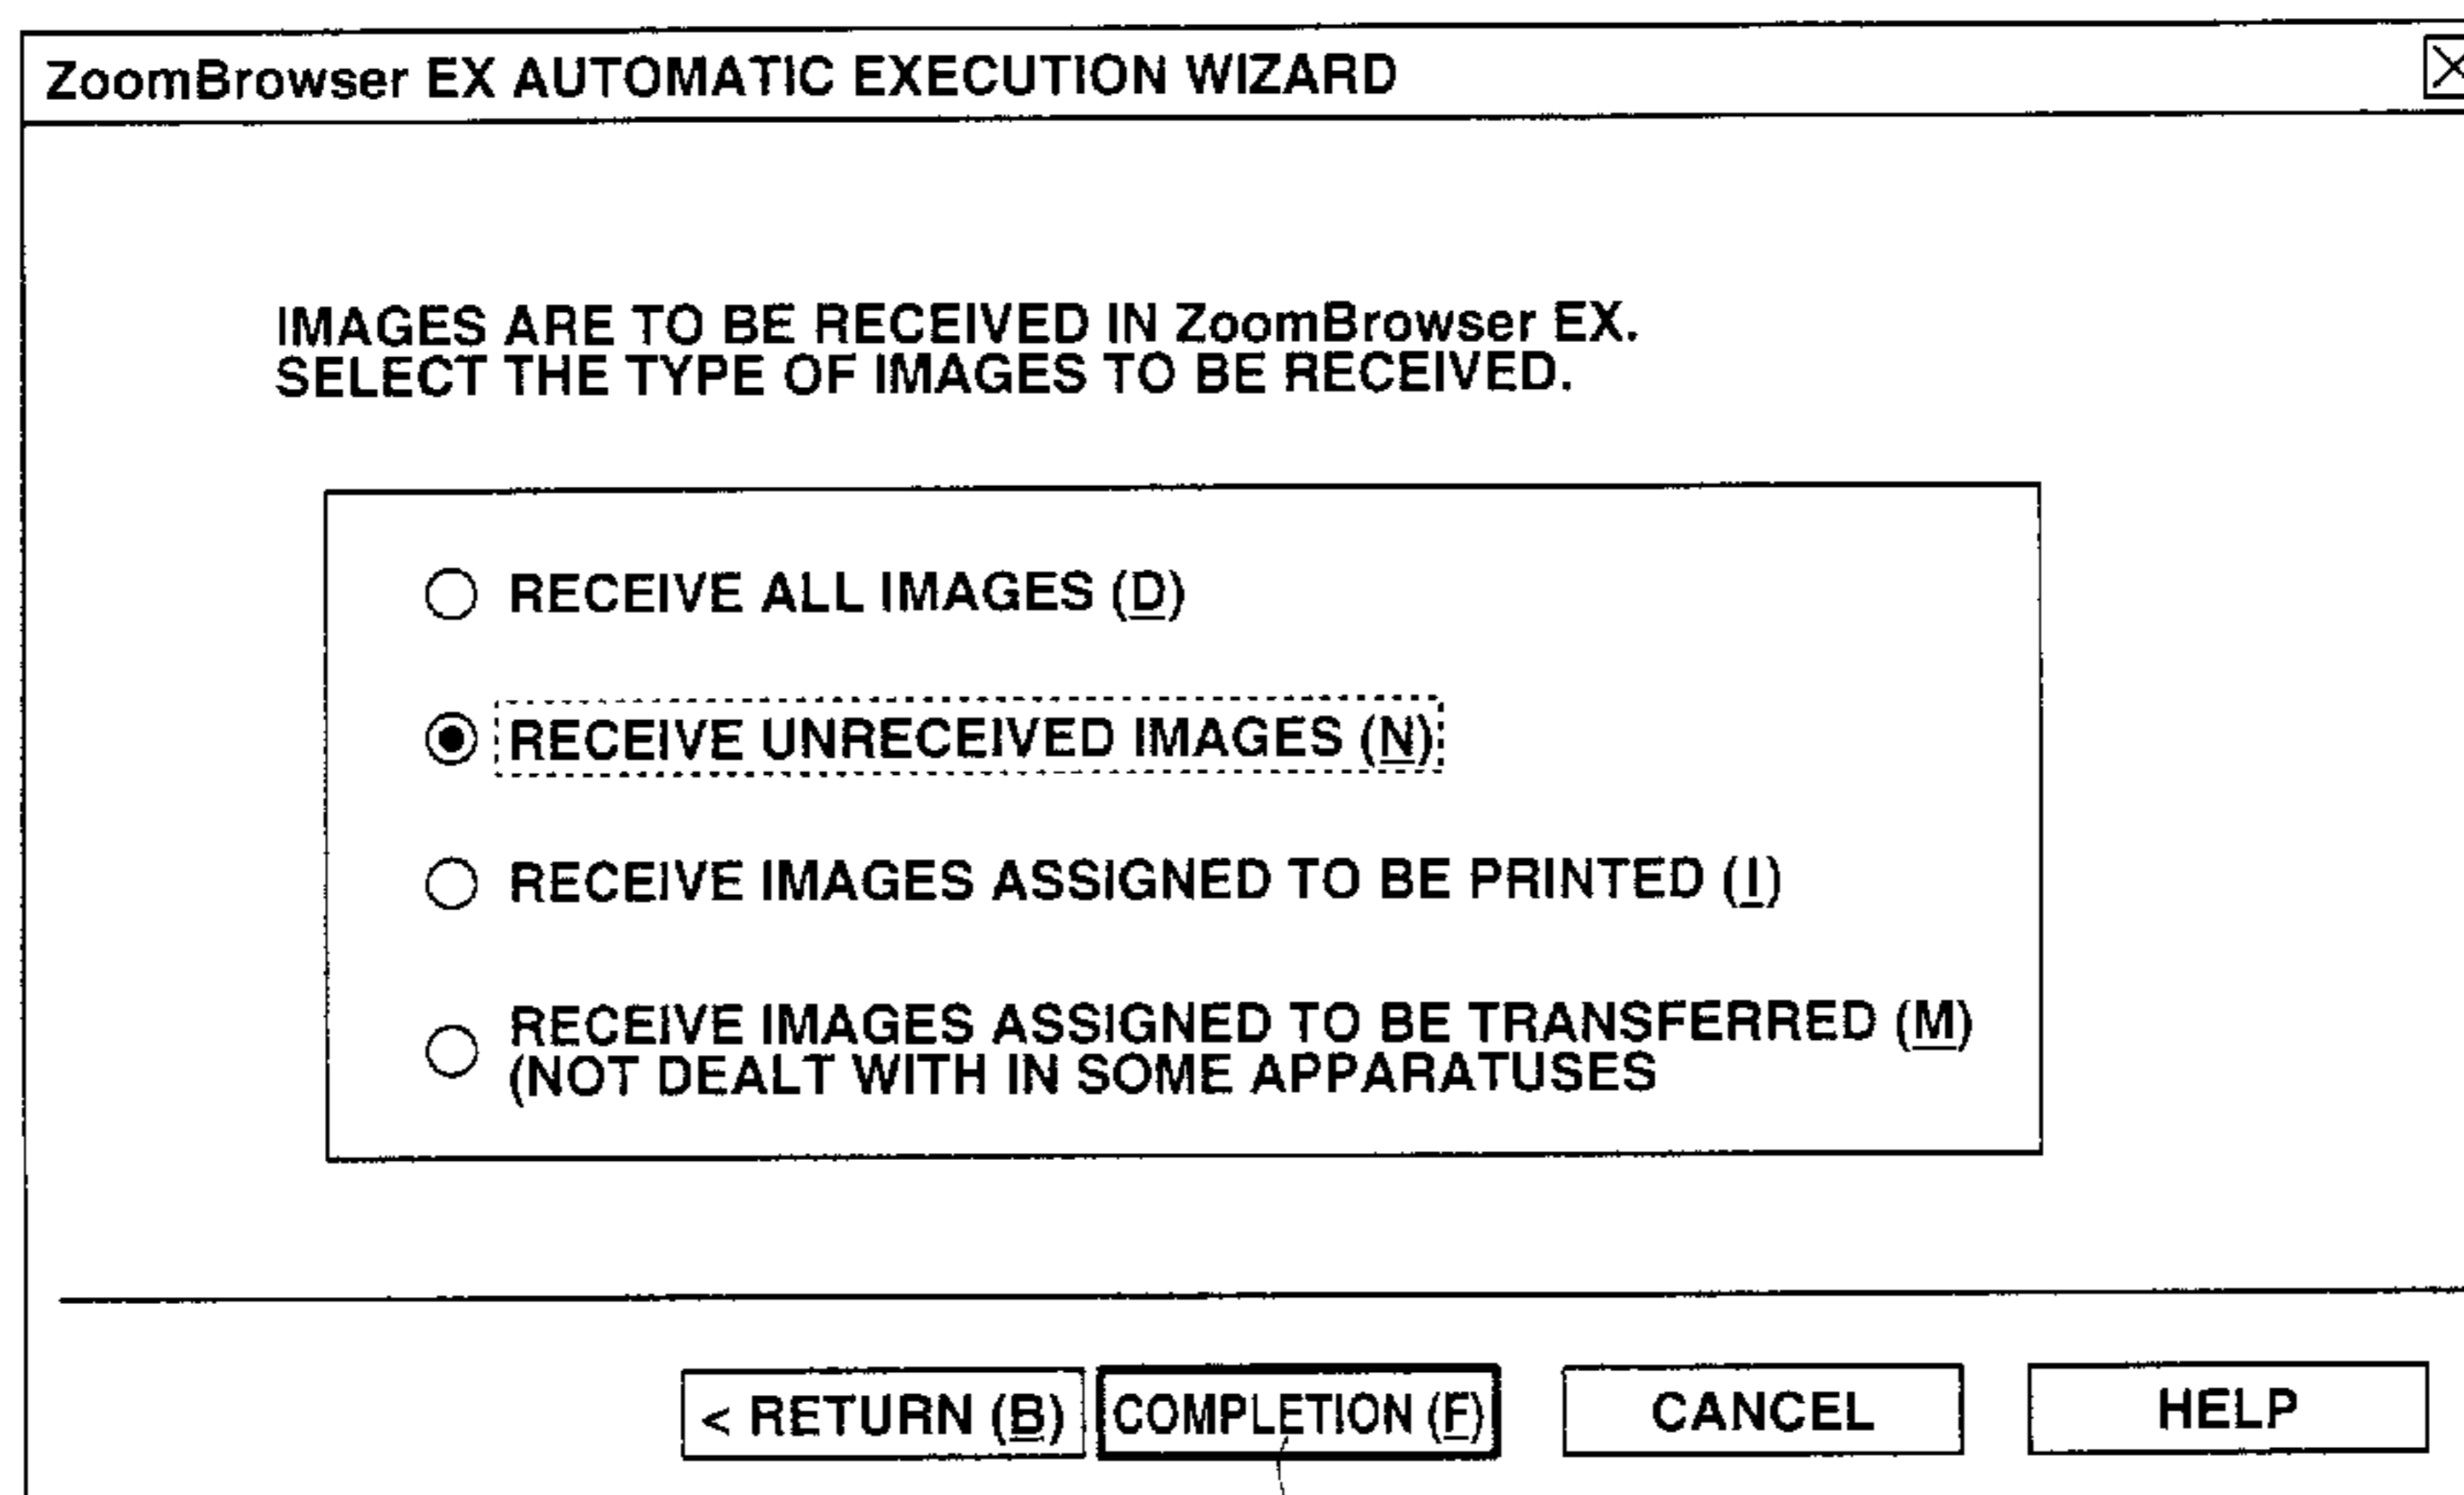 ZoomBrowser EX AUTOMATIC EXECUTION WIZARD
IMAGES ARE TO BE RECEIVED IN ZoomBrowser EX.
SELECT THE TYPE OF IMAGES TO BE RECEIVED.
RECEIVE ALL IMAGES (D)
RECEIVE UNRECEIVED IMAGES (N)
RECEIVE IMAGES ASSIGNED TO BE PRINTED (I)
RECEIVE IMAGES ASSIGNED TO BE TRANSFERRED (M)
(NOT DEALT WITH IN SOME APPARATUSES
< RETURN (B) COMPLETION (F) CANCEL HELP